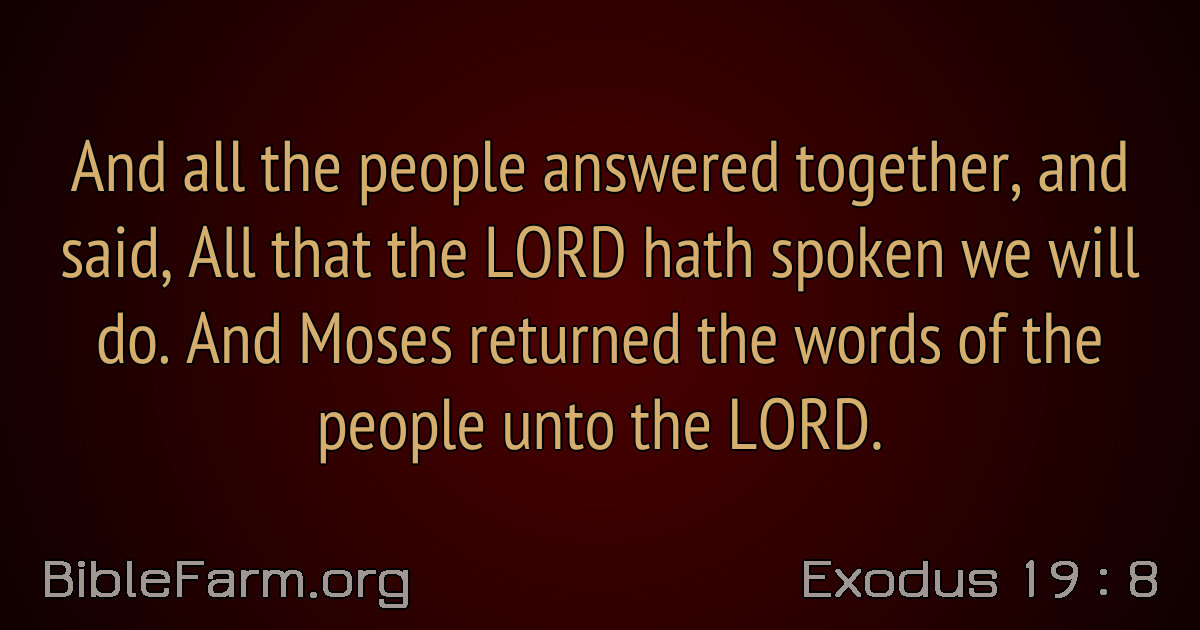 And all the people answered together, and
said, All that the LORD hath spoken we will
do. And Moses returned the words of the
people unto the LORD.
BibleFarm.org
Exodus 19 : 8